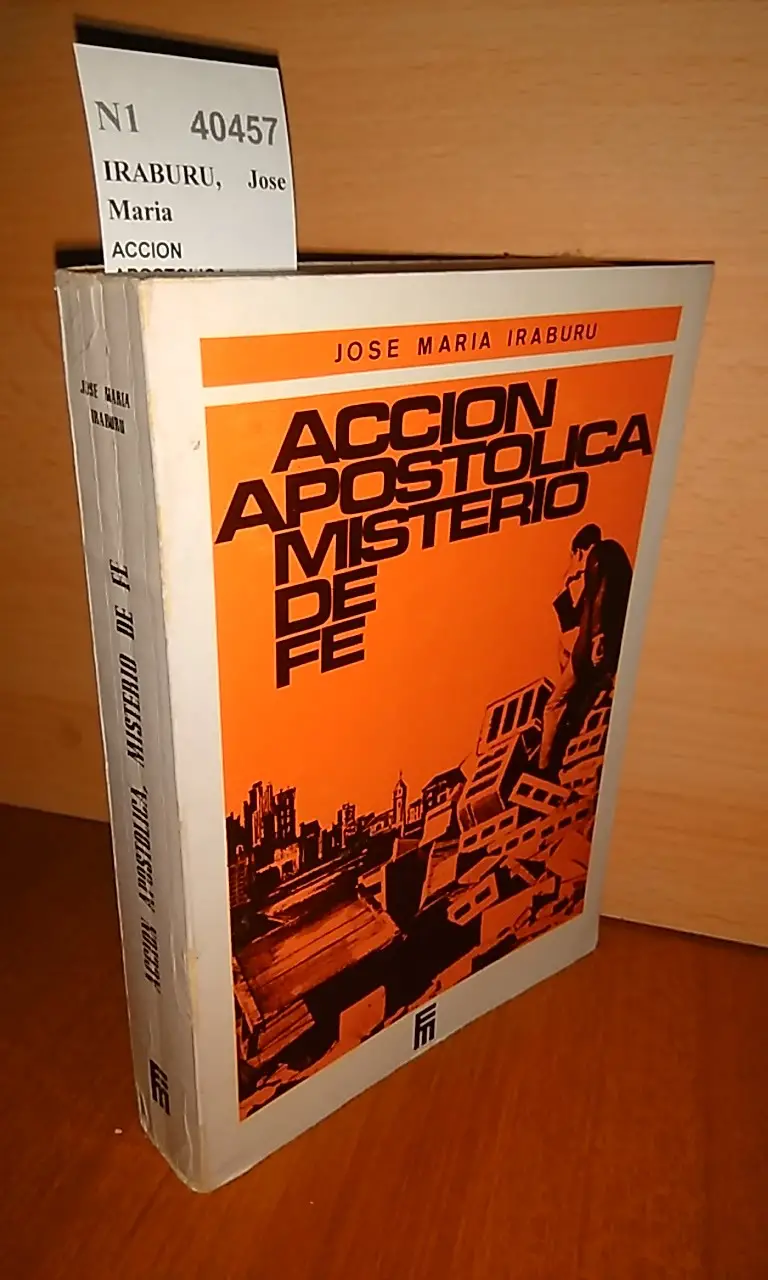 N1 40457
IRABURU, Jose
Maria
ACCION
APOSTOLICA
JOSE MARIA IRABURU
ACCION
APOSTOLICA
MISTERIO
DE
FE
JOSE MARIA
IRABURU
ACCION APOSTOLICA, MISTERIO DE FE